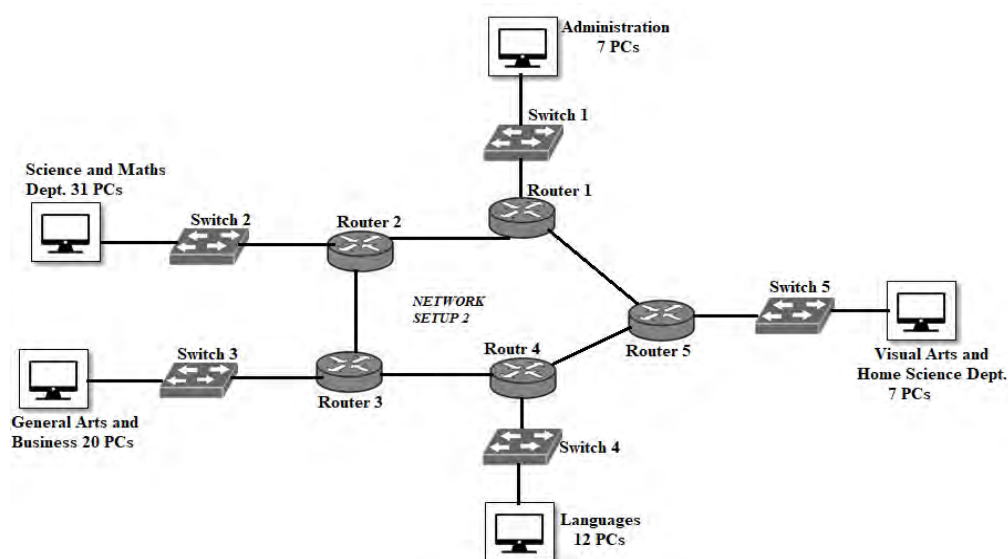 Administration
7 PCs
Switch 1
Science and Maths
Dept. 31 PCs
Router 1
Switch 2
Router 2
Switch 5
NETWORK
SETUP 2
Switch 3
Routr 4
Router 5
Visual Arts and
Home Science Dept.
7 PCs
Router 3
General Arts and
Business 20 PCs
Switch 4
Languages
12 PCs